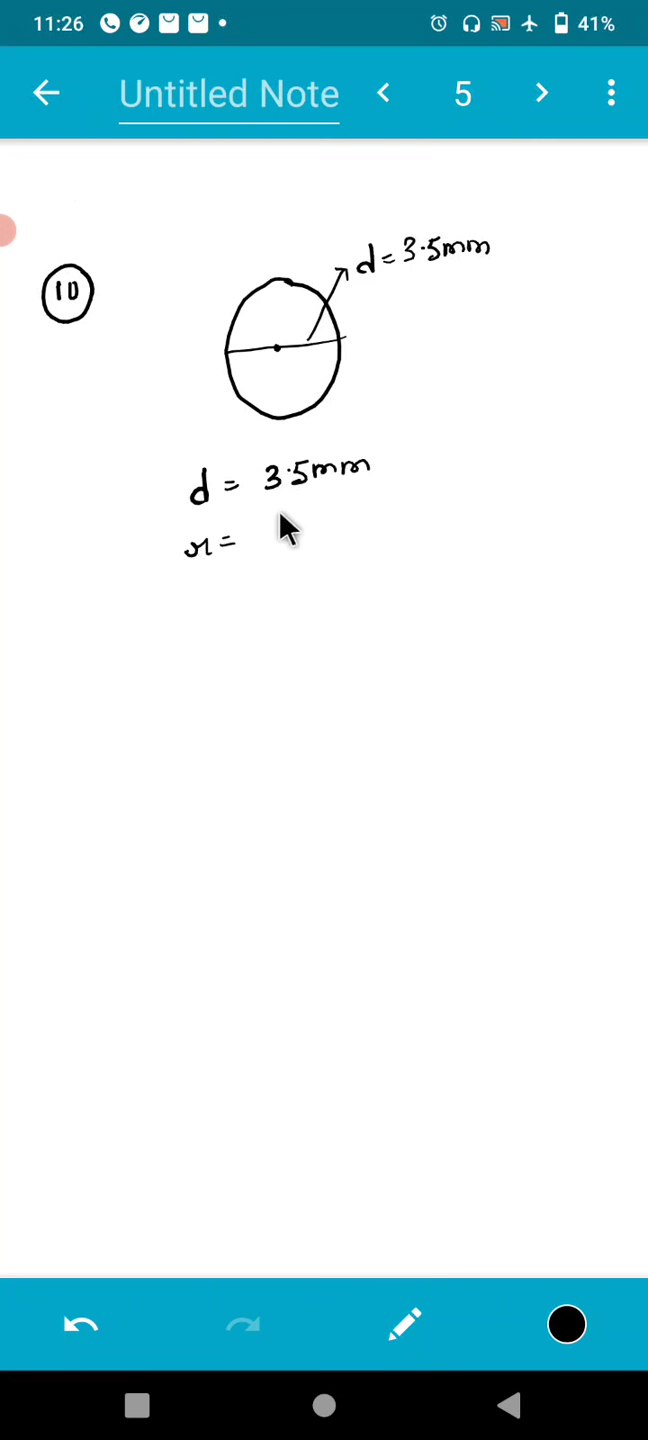 11:26 41%
Untitled Note 5
d = 3.5mm
10
d = 3.5mm
r =